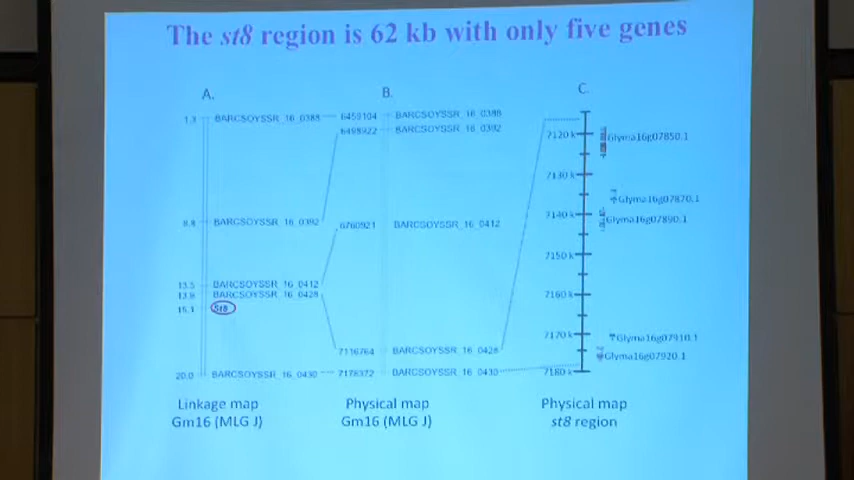 The st8 region is 62 kb with only five genes
A.
B.
C.
1.3 BARCSOYSSR_16_0388
8.8 BARCSOYSSR_16_0392
13.5 BARCSOYSSR_16_0412
BARCSOYSSR_16_0428
15.1 St8
20.0 BARCSOYSSR_16_0430
Linkage map
Gm16 (MLG J)
6459104 BARCSOYSSR_16_0388
6498922 BARCSOYSSR_16_0392
6760921 BARCSOYSSR_16_0412
7116764 BARCSOYSSR_16_0428
7178372 BARCSOYSSR_16_0430
Physical map
Gm16 (MLG J)
7120 k
7130 k
7140 k
7150 k
7160 k
7170 k
7180 k
Glyma16g07850.1
Glyma16g07870.1
Glyma16g07890.1
Glyma16g07910.1
Glyma16g07920.1
Physical map
st8 region